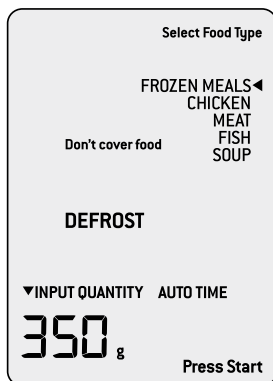 Select Food Type
FROZEN MEALS◀
CHICKEN
MEAT
Don't cover food FISH
SOUP
DEFROST
▼INPUT QUANTITY AUTO TIME
350 g
Press Start